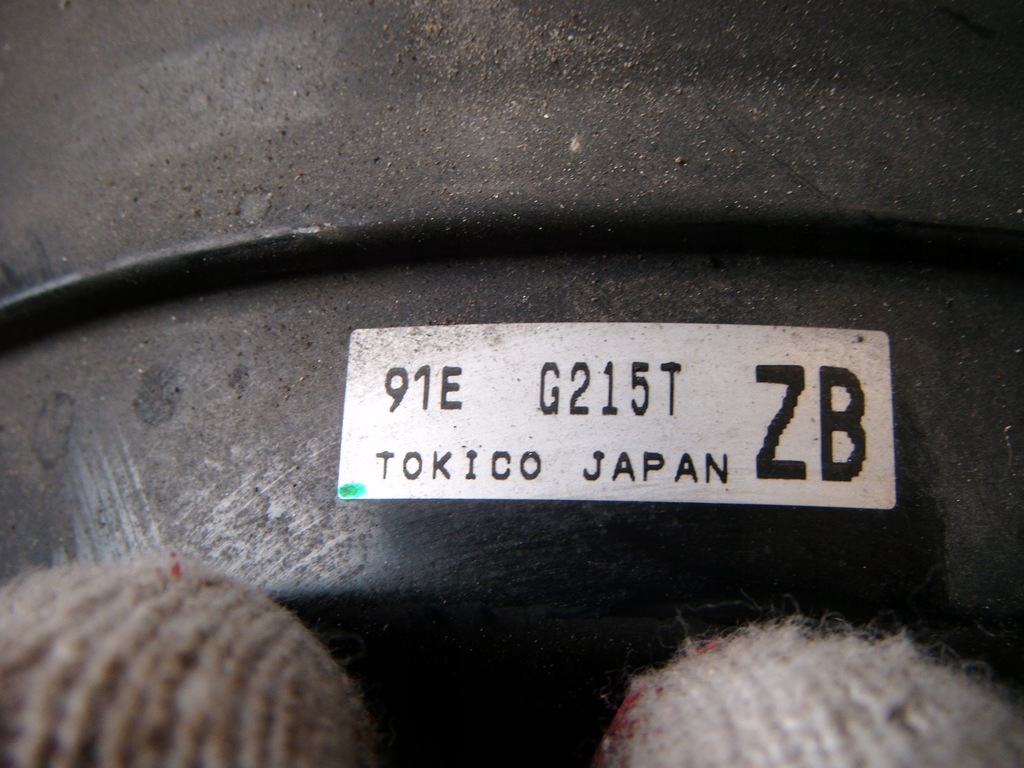 91E G215T ZB
TOKICO JAPAN